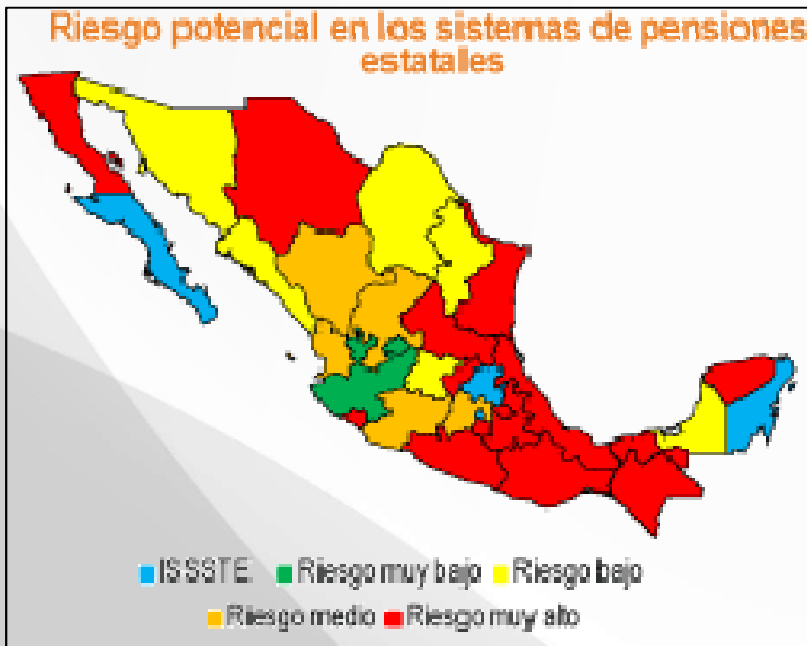 Riesgo potencial en los sistemas de pensiones
estatales
ISSSTE Riesgo muy bajo Riesgo bajo
Riesgo medio Riesgo muy alto